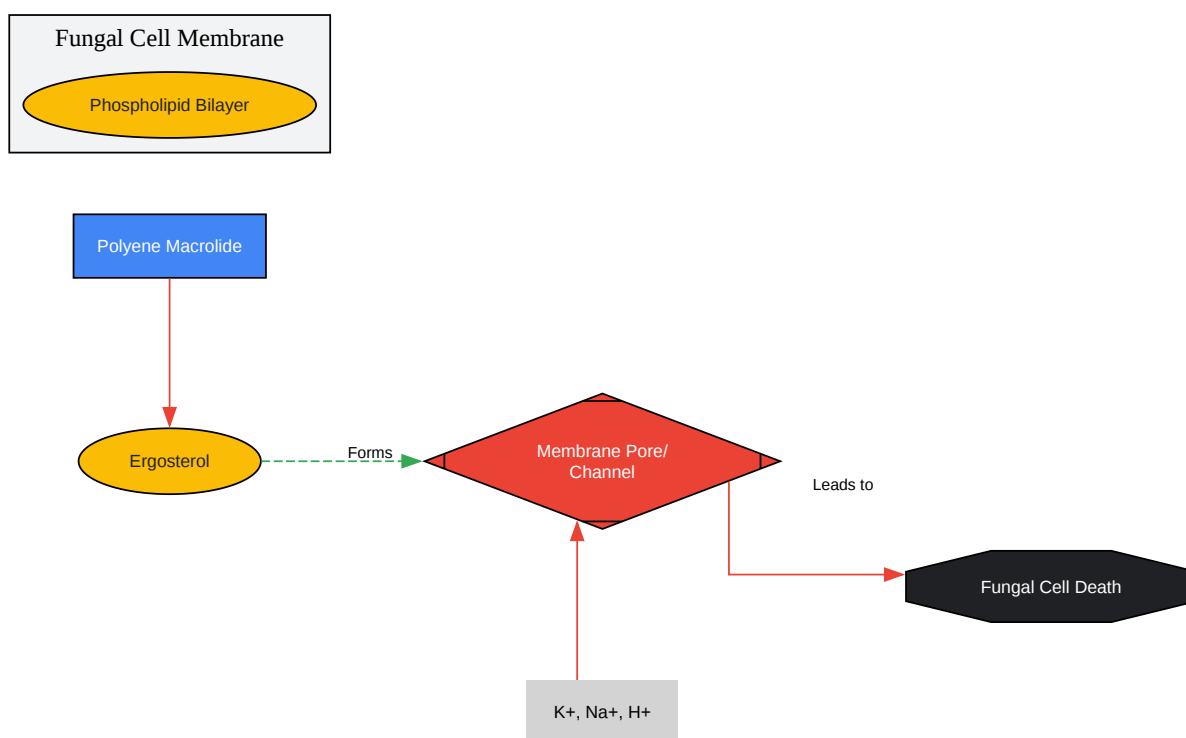 Fungal Cell Membrane
Phospholipid Bilayer
Polyene Macrolide
Ergosterol
Forms
Membrane Pore/
Channel
Leads to
Fungal Cell Death
K+, Na+, H+